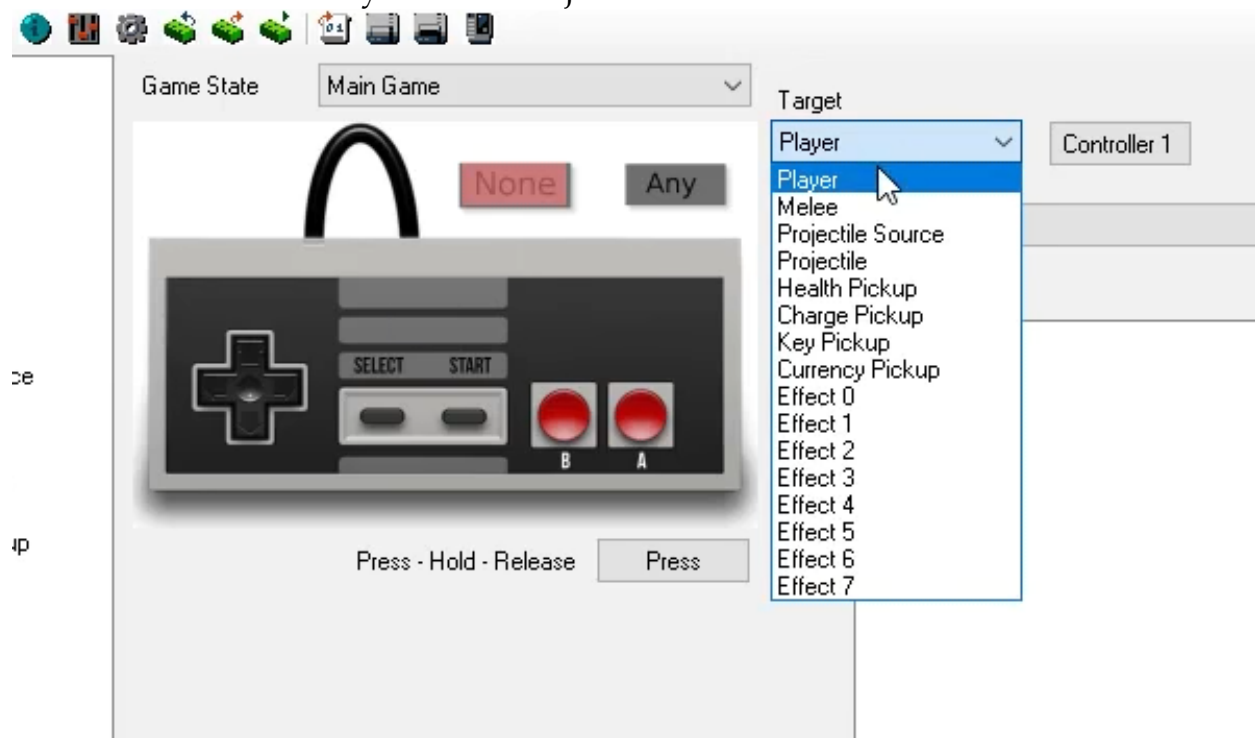 Game State
Main Game
Target
Player
Controller 1
None
Any
Player
Melee
Projectile Source
Projectile
Health Pickup
Charge Pickup
Key Pickup
Currency Pickup
Effect 0
Effect 1
Effect 2
Effect 3
Effect 4
Effect 5
Effect 6
Effect 7
SELECT START
B A
ce
up
Press - Hold - Release
Press